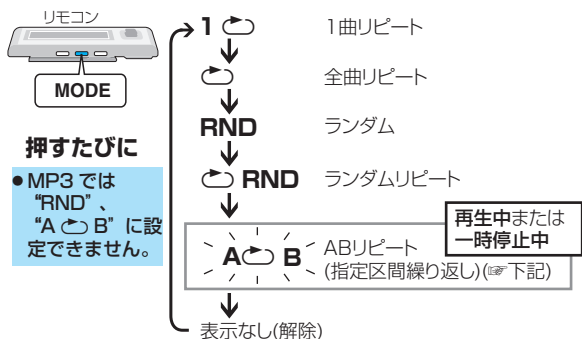 リモコン
MODE
押すたびに
●MP3 では
“RND”、
“A B”に設
定できません。
1 1曲リピート
全曲リピート
RND ランダム
RND ランダムリピート
再生中または
一時停止中
A B ABリピート
(指定区間繰り返し)(☞下記)
表示なし(解除)